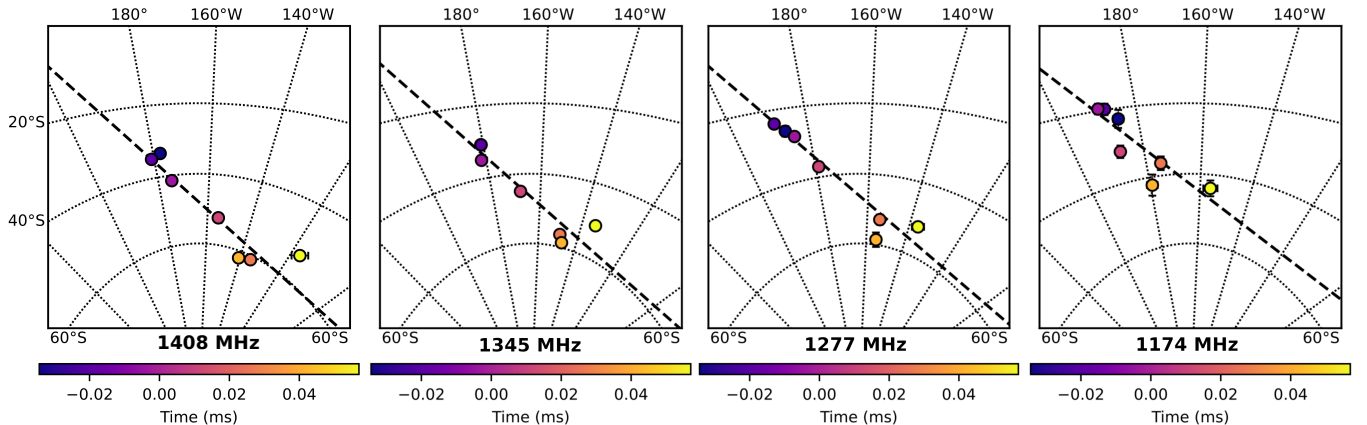 180° 160°W 140°W 180° 160°W 140°W 180° 160°W 140°W 180° 160°W 140°W
20°S
40°S
60°S 60°S 60°S 60°S 60°S 60°S 60°S 60°S
1408 MHz 1345 MHz 1277 MHz 1174 MHz
−0.02 0.00 0.02 0.04 −0.02 0.00 0.02 0.04 −0.02 0.00 0.02 0.04 −0.02 0.00 0.02 0.04
Time (ms) Time (ms) Time (ms) Time (ms)